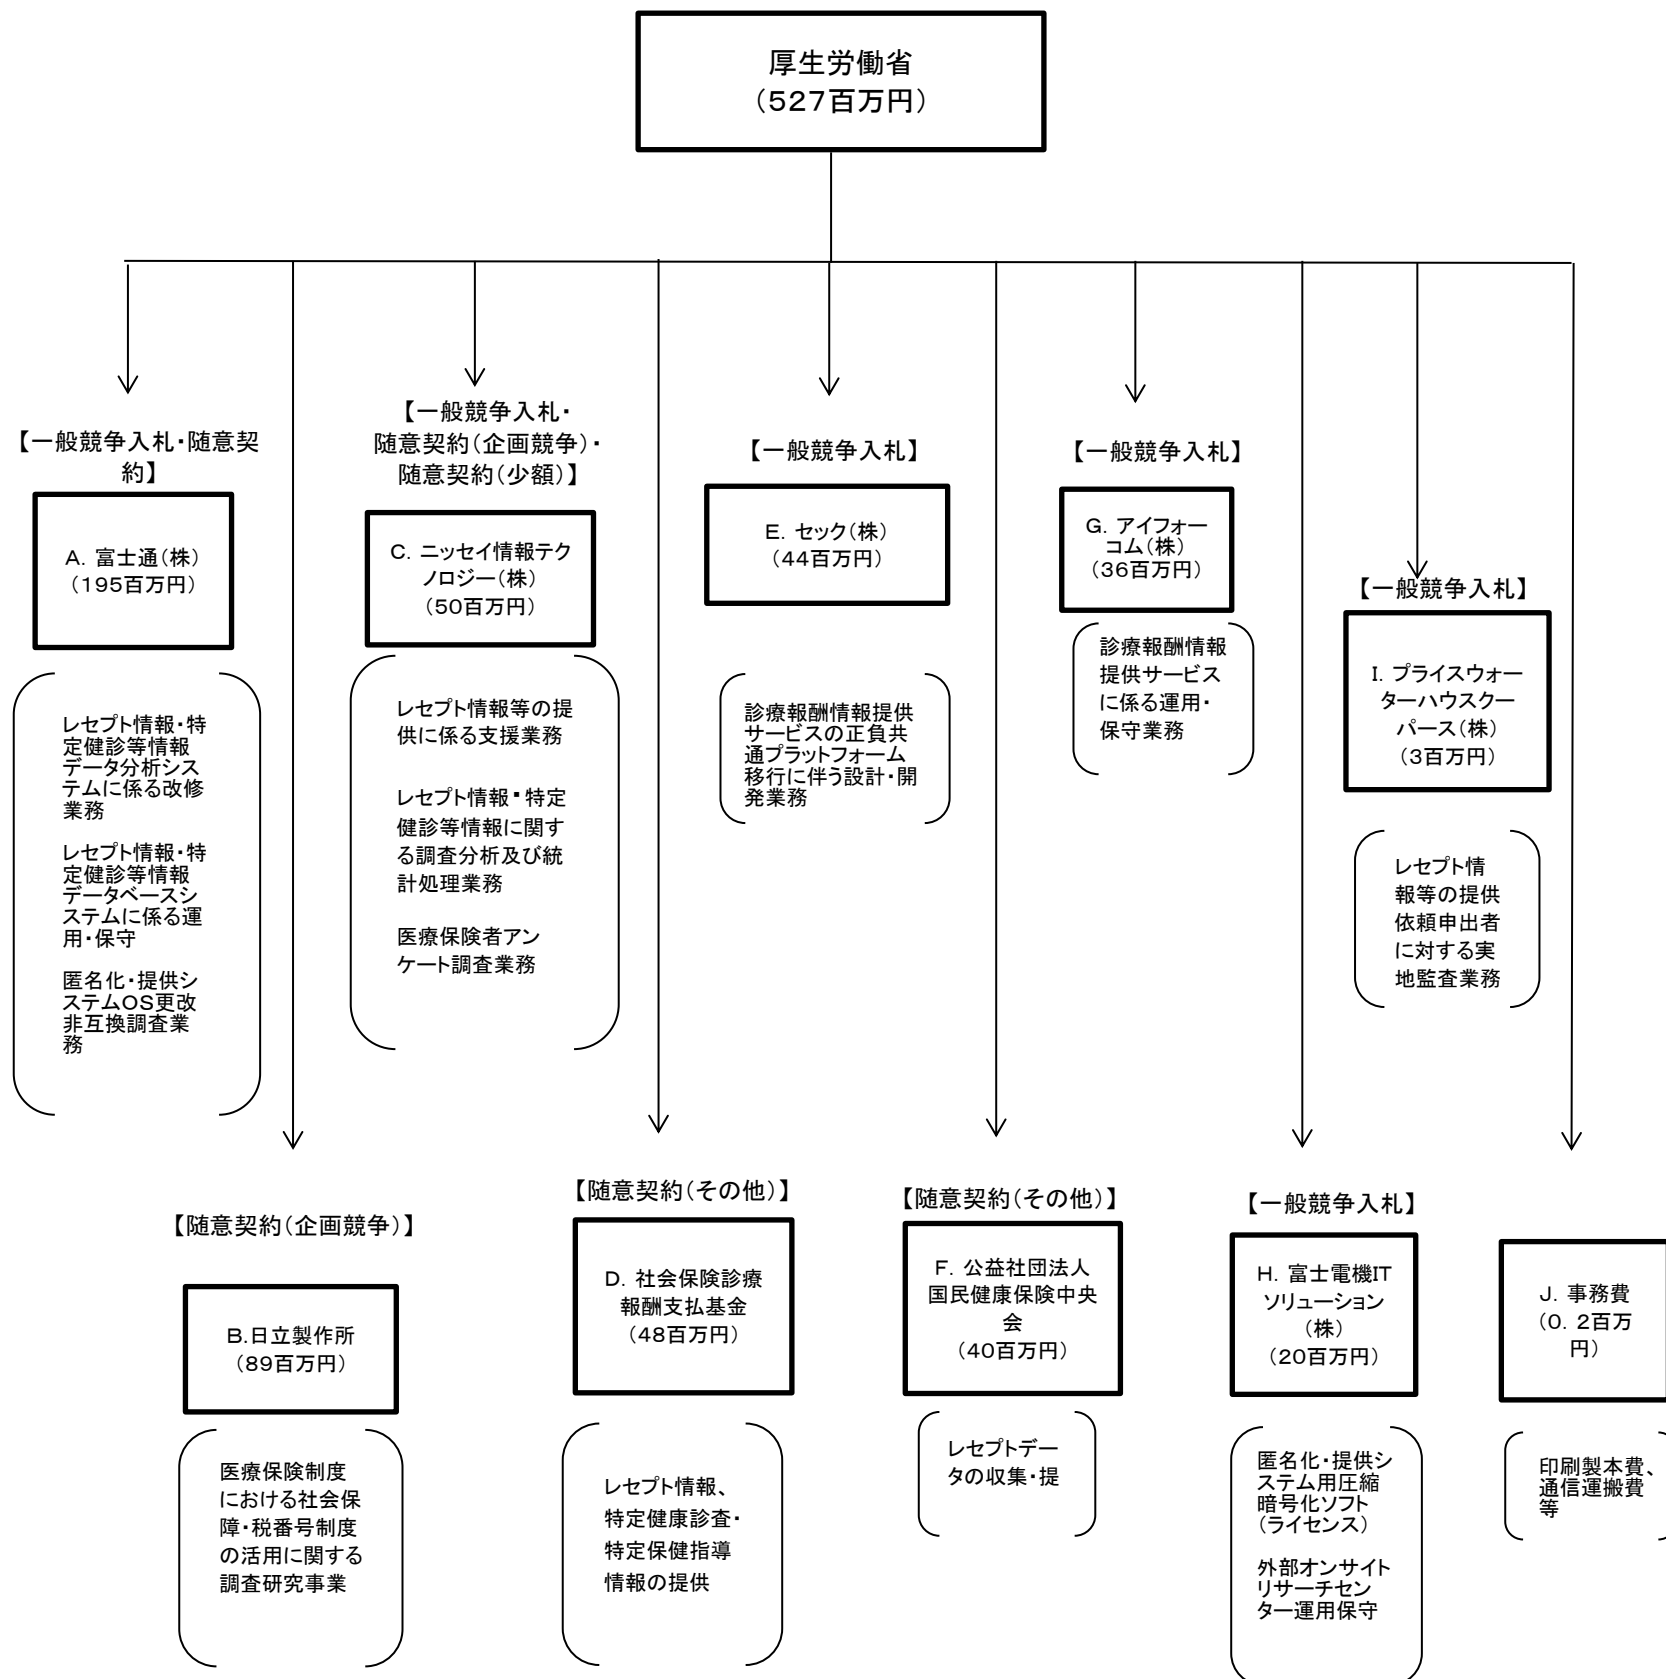 厚生労働省
（５２７百万円）
【一般競争入札・随意契
約】
A．富士通（株）
（１９５百万円）
レセプト情報・特
定健診等情報
データ分析シス
テムに係る改修
業務
レセプト情報・特
定健診等情報
データベースシ
ステムに係る運
用・保守
匿名化・提供シ
ステムOS更改
非互換調査業
務
【一般競争入札・
随意契約（企画競争）・
随意契約（少額）】
C．ニッセイ情報テク
ノロジー（株）
（５０百万円）
レセプト情報等の提
供に係る支援業務
レセプト情報・特定
健診等情報に関す
る調査分析及び統
計処理業務
医療保険者アン
ケート調査業務
【一般競争入札】
E．セック（株）
（４４百万円）
診療報酬情報提供
サービスの正負共
通プラットフォーム
移行に伴う設計・開
発業務
【一般競争入札】
G．アイフォー
コム（株）
（３６百万円）
診療報酬情報
提供サービス
に係る運用・
保守業務
【一般競争入札】
I．プライスウォー
ターハウスクー
パース（株）
（３百万円）
レセプト情
報等の提供
依頼申出者
に対する実
地監査業務
【随意契約（企画競争）】
B.日立製作所
（８９百万円）
医療保険制度
における社会保
障・税番号制度
の活用に関する
調査研究事業
【随意契約（その他）】
D．社会保険診療
報酬支払基金
（４８百万円）
レセプト情報、
特定健康診査・
特定保健指導
情報の提供
【随意契約（その他）】
F．公益社団法人
国民健康保険中央
会
（４０百万円）
レセプトデー
タの収集・提
【一般競争入札】
H．富士電機IT
ソリューション
（株）
（２０百万円）
匿名化・提供シ
ステム用圧縮
暗号化ソフト
（ライセンス）
外部オンサイト
リサーチセン
ター運用保守
J．事務費
（０．２百万
円）
印刷製本費、
通信運搬費
等